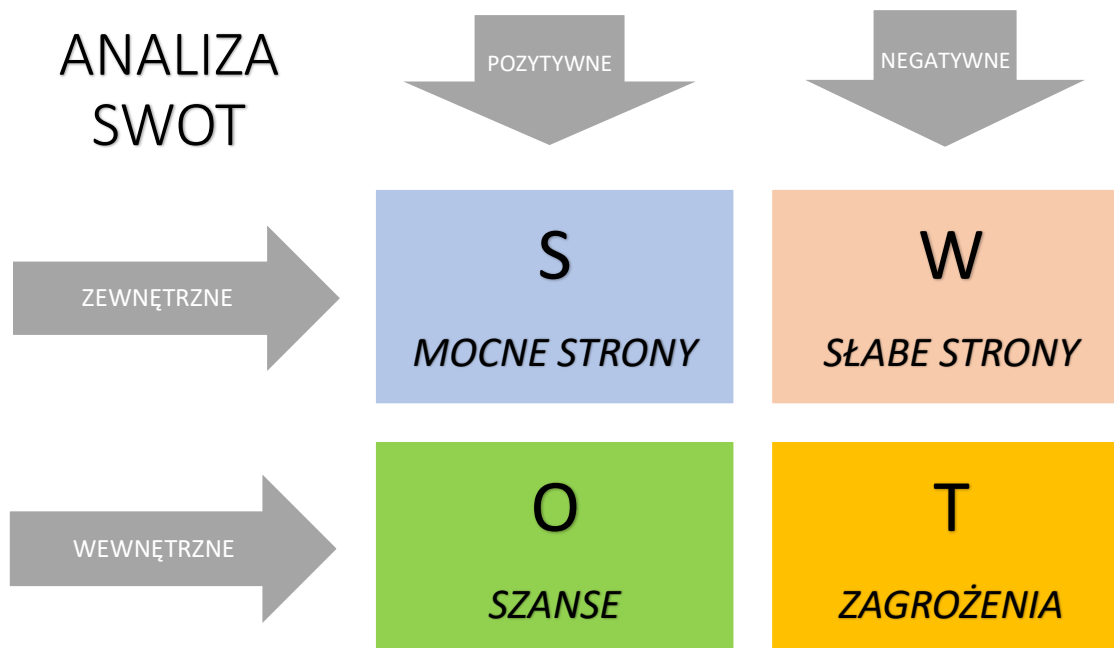 ANALIZA
SWOT
POZYTYWNE
NEGATYWNE
ZEWNĘTRZNE
S
MOCNE STRONY
W
SŁABE STRONY
WEWNĘTRZNE
O
SZANSE
T
ZAGROŻENIA